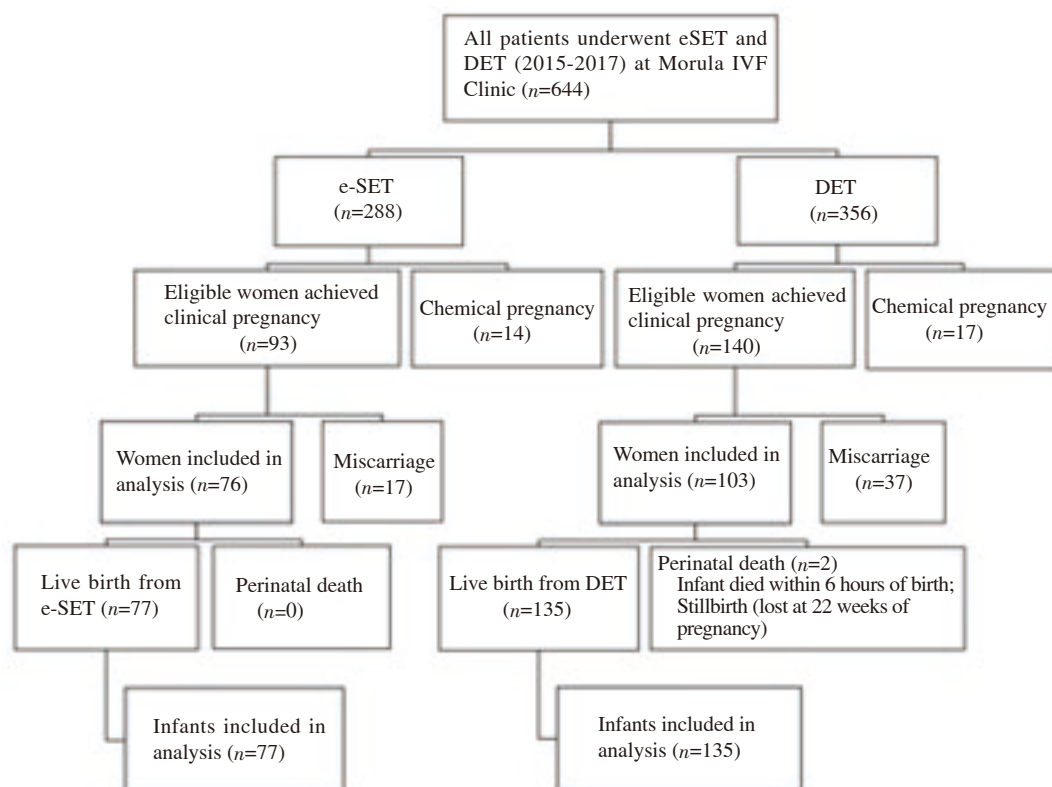 All patients underwent eSET and
DET (2015-2017) at Morula IVF
Clinic (n=644)
e-SET
(n=288)
DET
(n=356)
Eligible women achieved
clinical pregnancy
(n=93)
Chemical pregnancy
(n=14)
Eligible women achieved
clinical pregnancy
(n=140)
Chemical pregnancy
(n=17)
Women included in
analysis (n=76)
Miscarriage
(n=17)
Women included in
analysis (n=103)
Miscarriage
(n=37)
Live birth from
e-SET (n=77)
Perinatal death
(n=0)
Live birth from DET
(n=135)
Perinatal death (n=2)
Infant died within 6 hours of birth;
Stillbirth (lost at 22 weeks of
pregnancy)
Infants included in
analysis (n=77)
Infants included in
analysis (n=135)